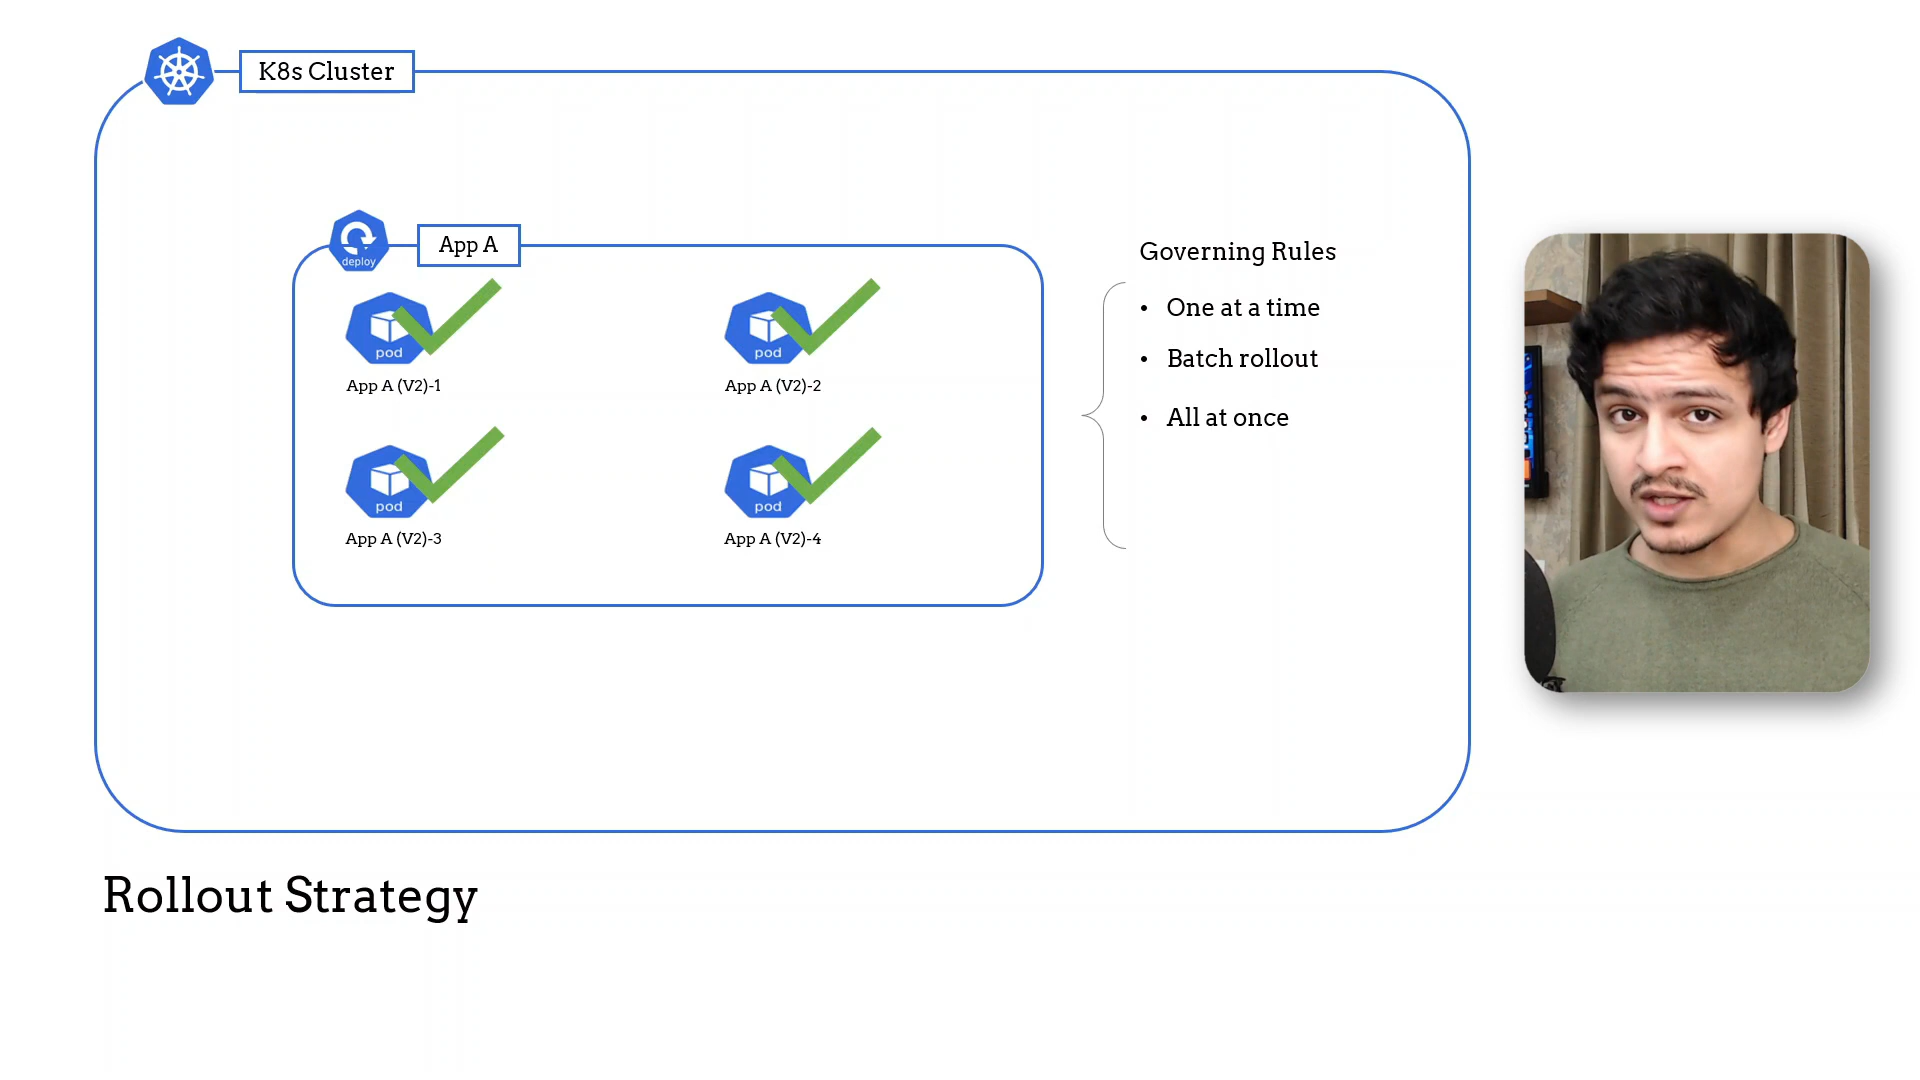 K8s Cluster
deploy
App A
Governing Rules
• One at a time
• Batch rollout
• All at once
pod
App A (V2)-1
pod
App A (V2)-2
pod
App A (V2)-3
pod
App A (V2)-4
Rollout Strategy